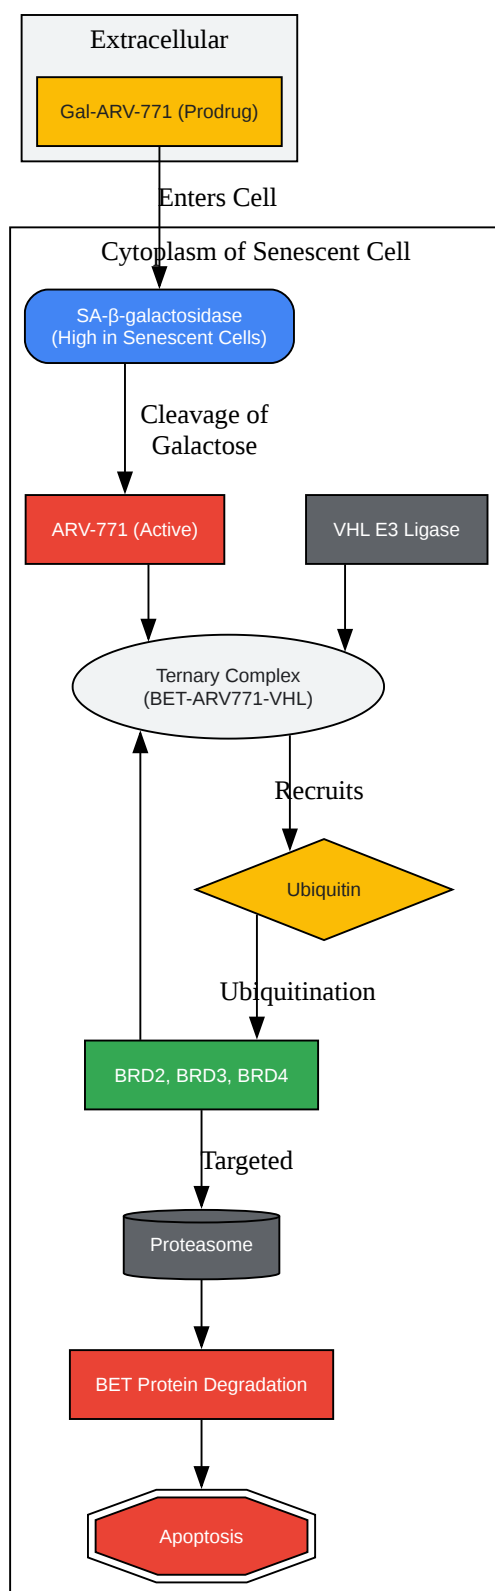 Extracellular
Gal-ARV-771 (Prodrug)
Enters Cell
Cytoplasm of Senescent Cell
SA-β-galactosidase
(High in Senescent Cells)
Cleavage of
Galactose
ARV-771 (Active)
VHL E3 Ligase
Ternary Complex
(BET-ARV771-VHL)
Recruits
Ubiquitin
Ubiquitination
BRD2, BRD3, BRD4
Targeted
Proteasome
BET Protein Degradation
Apoptosis